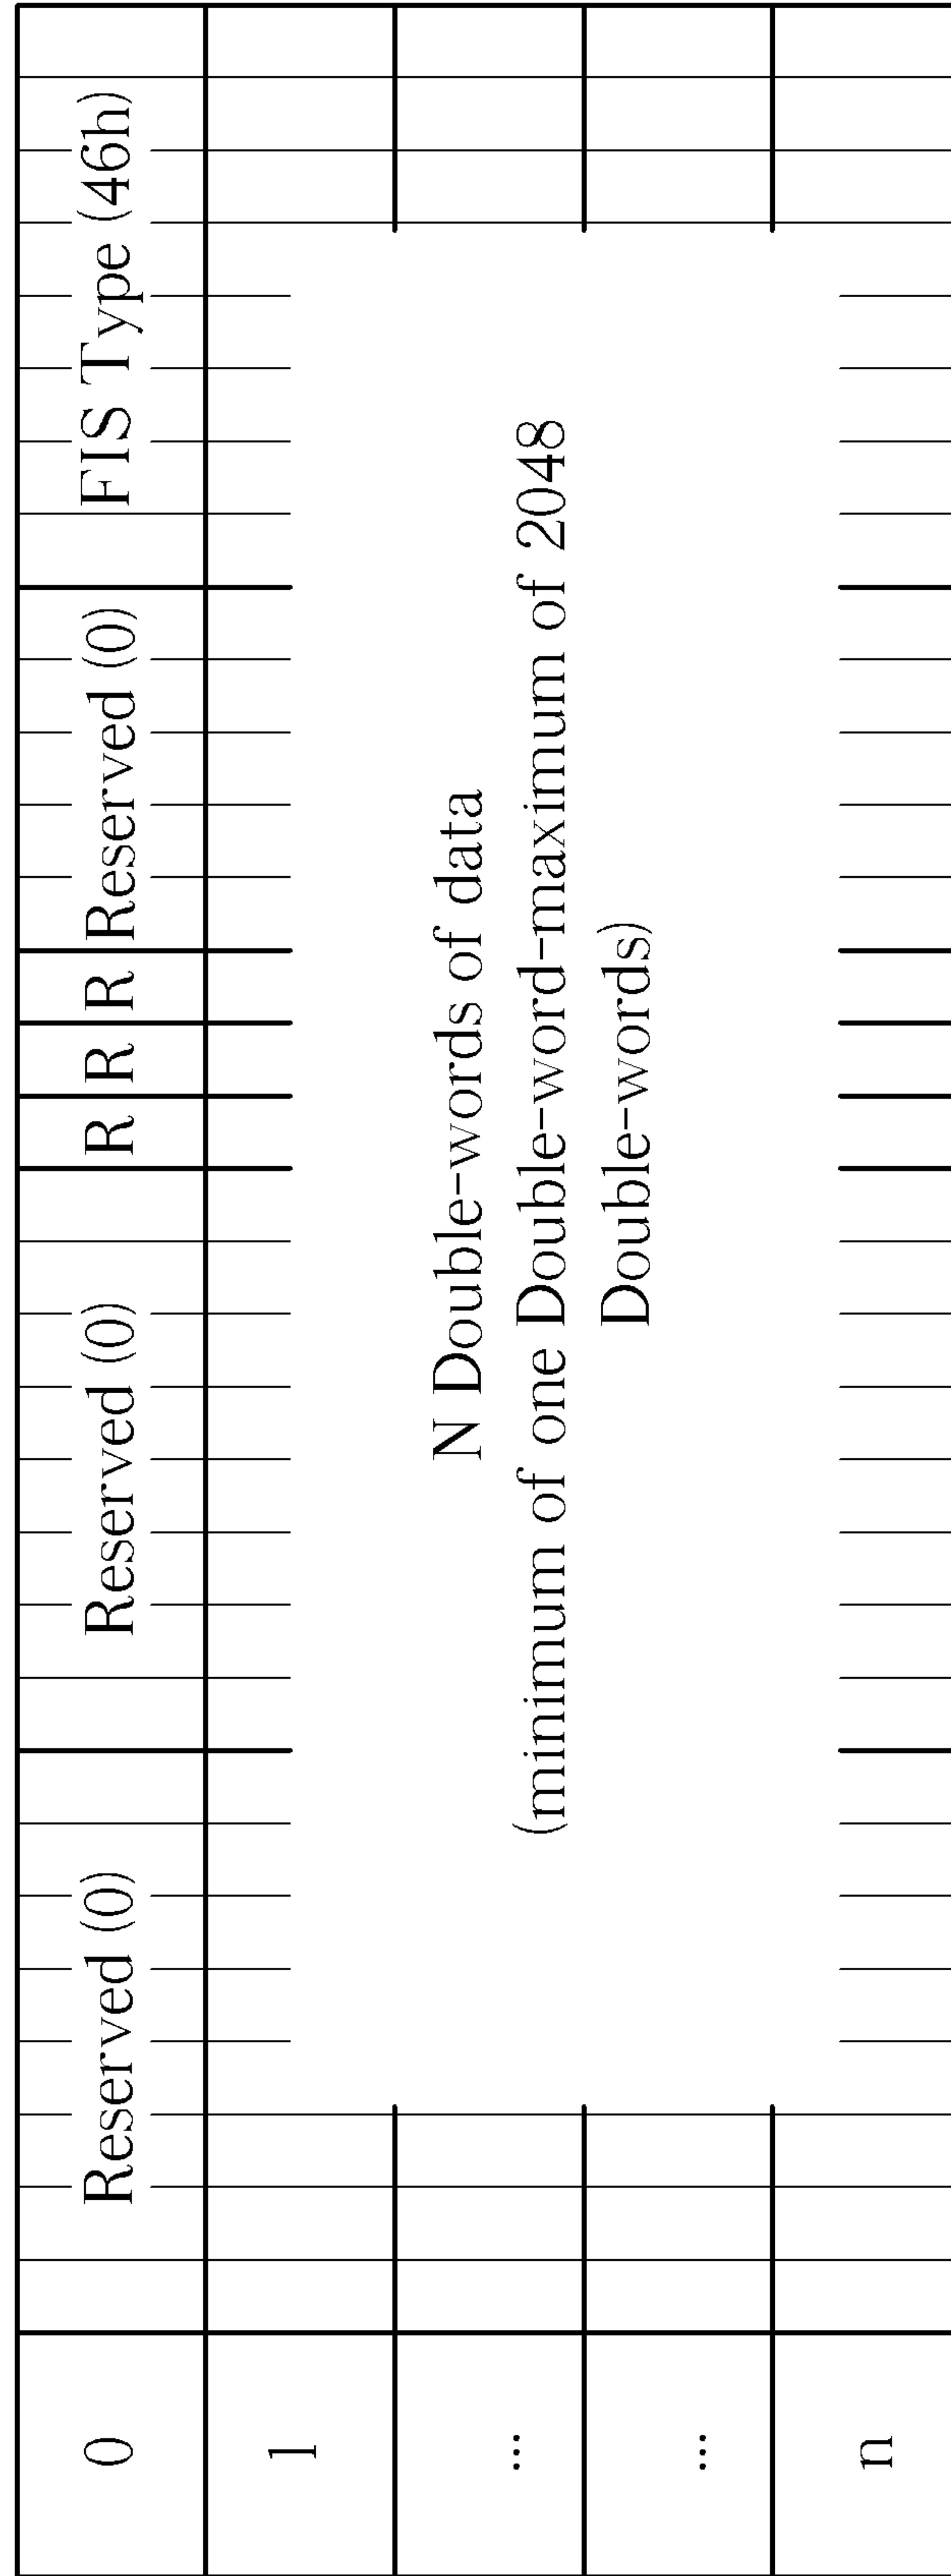 0 Reserved (0) Reserved (0) R R R Reserved (0) FIS Type (46h)
1
...
...
n
N Double-words of data
(minimum of one Double-word-maximum of 2048
Double-words)